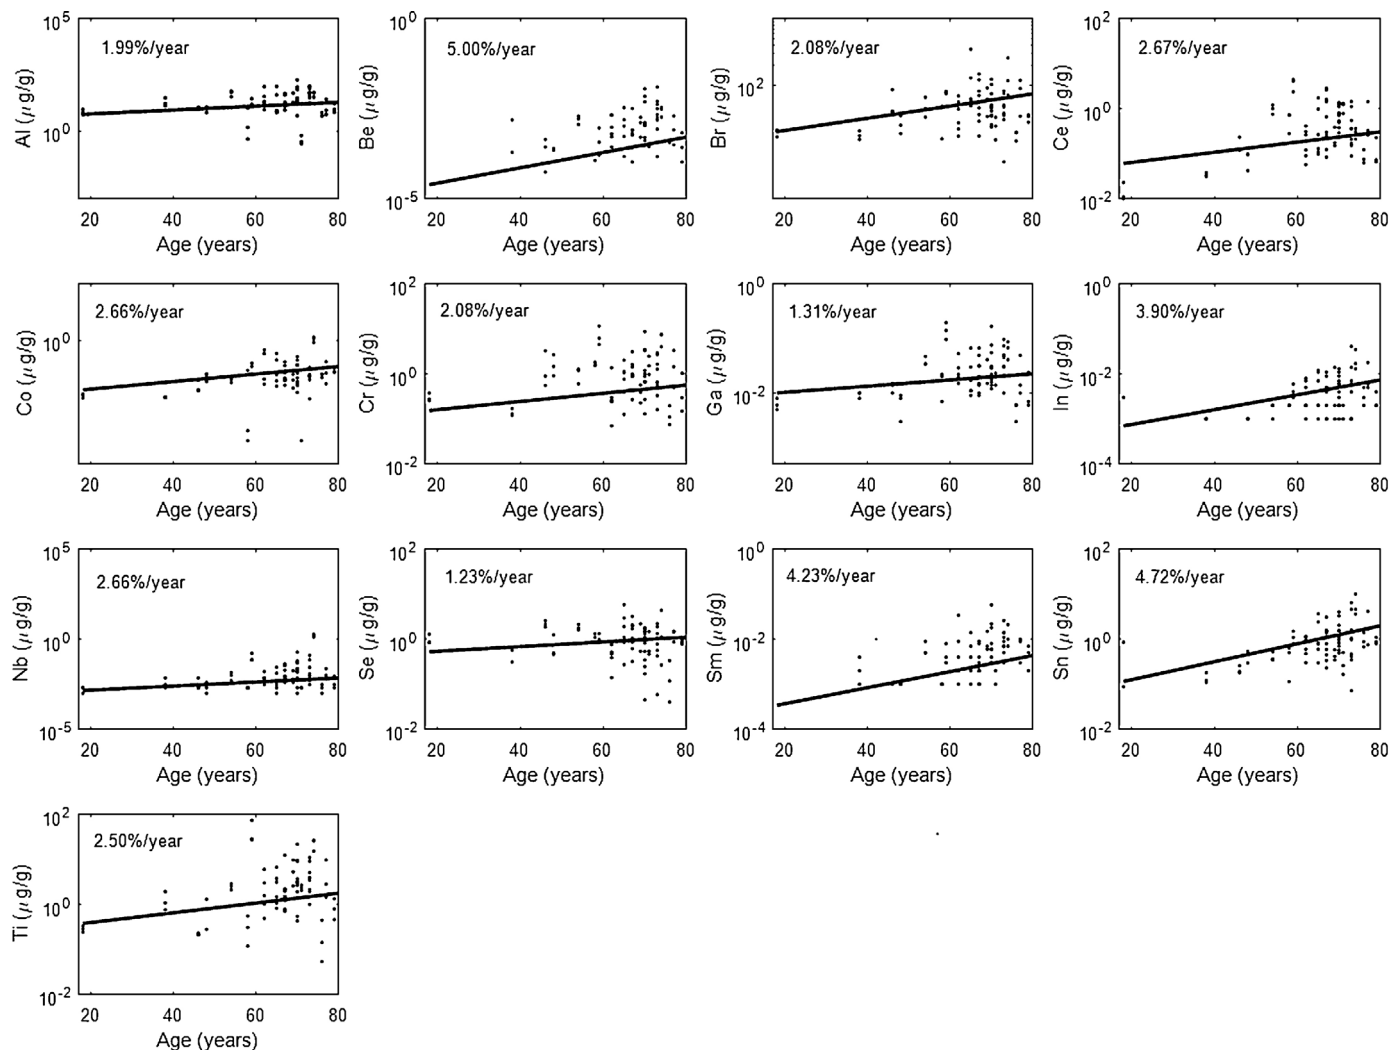 10^5
1.99%/year
Al (μg/g)
10^0
20 40 60 80
Age (years)
10^0
5.00%/year
Be (μg/g)
10^-5
20 40 60 80
Age (years)
2.08%/year
Br (μg/g)
10^2
20 40 60 80
Age (years)
10^2
2.67%/year
Ce (μg/g)
10^0
10^-2
20 40 60 80
Age (years)
2.66%/year
Co (μg/g)
10^0
20 40 60 80
Age (years)
10^2
2.08%/year
Cr (μg/g)
10^0
10^-2
20 40 60 80
Age (years)
10^0
1.31%/year
Ga (μg/g)
10^-2
20 40 60 80
Age (years)
10^0
3.90%/year
In (μg/g)
10^-2
10^-4
20 40 60 80
Age (years)
10^5
2.66%/year
Nb (μg/g)
10^0
10^-5
20 40 60 80
Age (years)
10^2
1.23%/year
Se (μg/g)
10^0
10^-2
20 40 60 80
Age (years)
10^0
4.23%/year
Sm (μg/g)
10^-2
10^-4
20 40 60 80
Age (years)
10^2
4.72%/year
Sn (μg/g)
10^0
10^-2
20 40 60 80
Age (years)
10^2
2.50%/year
Ti (μg/g)
10^0
10^-2
20 40 60 80
Age (years)